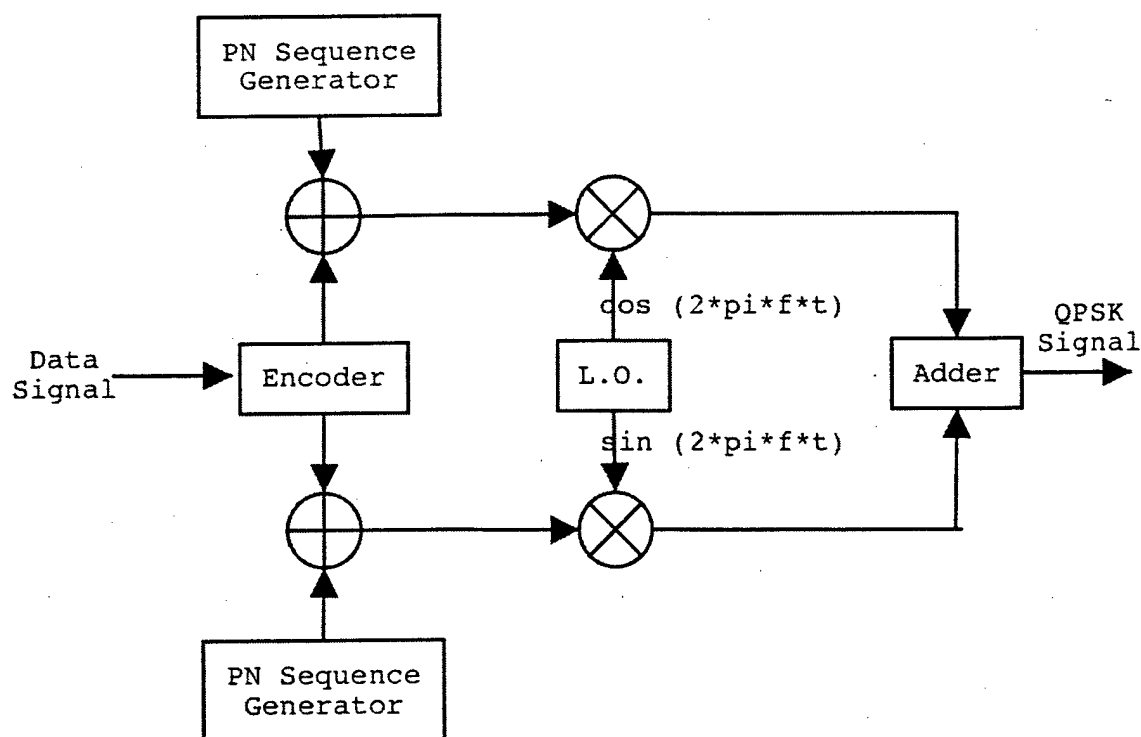 PN Sequence
Generator
cos (2*pi*f*t)
Data
Signal
Encoder
L.O.
Adder
QPSK
Signal
sin (2*pi*f*t)
PN Sequence
Generator